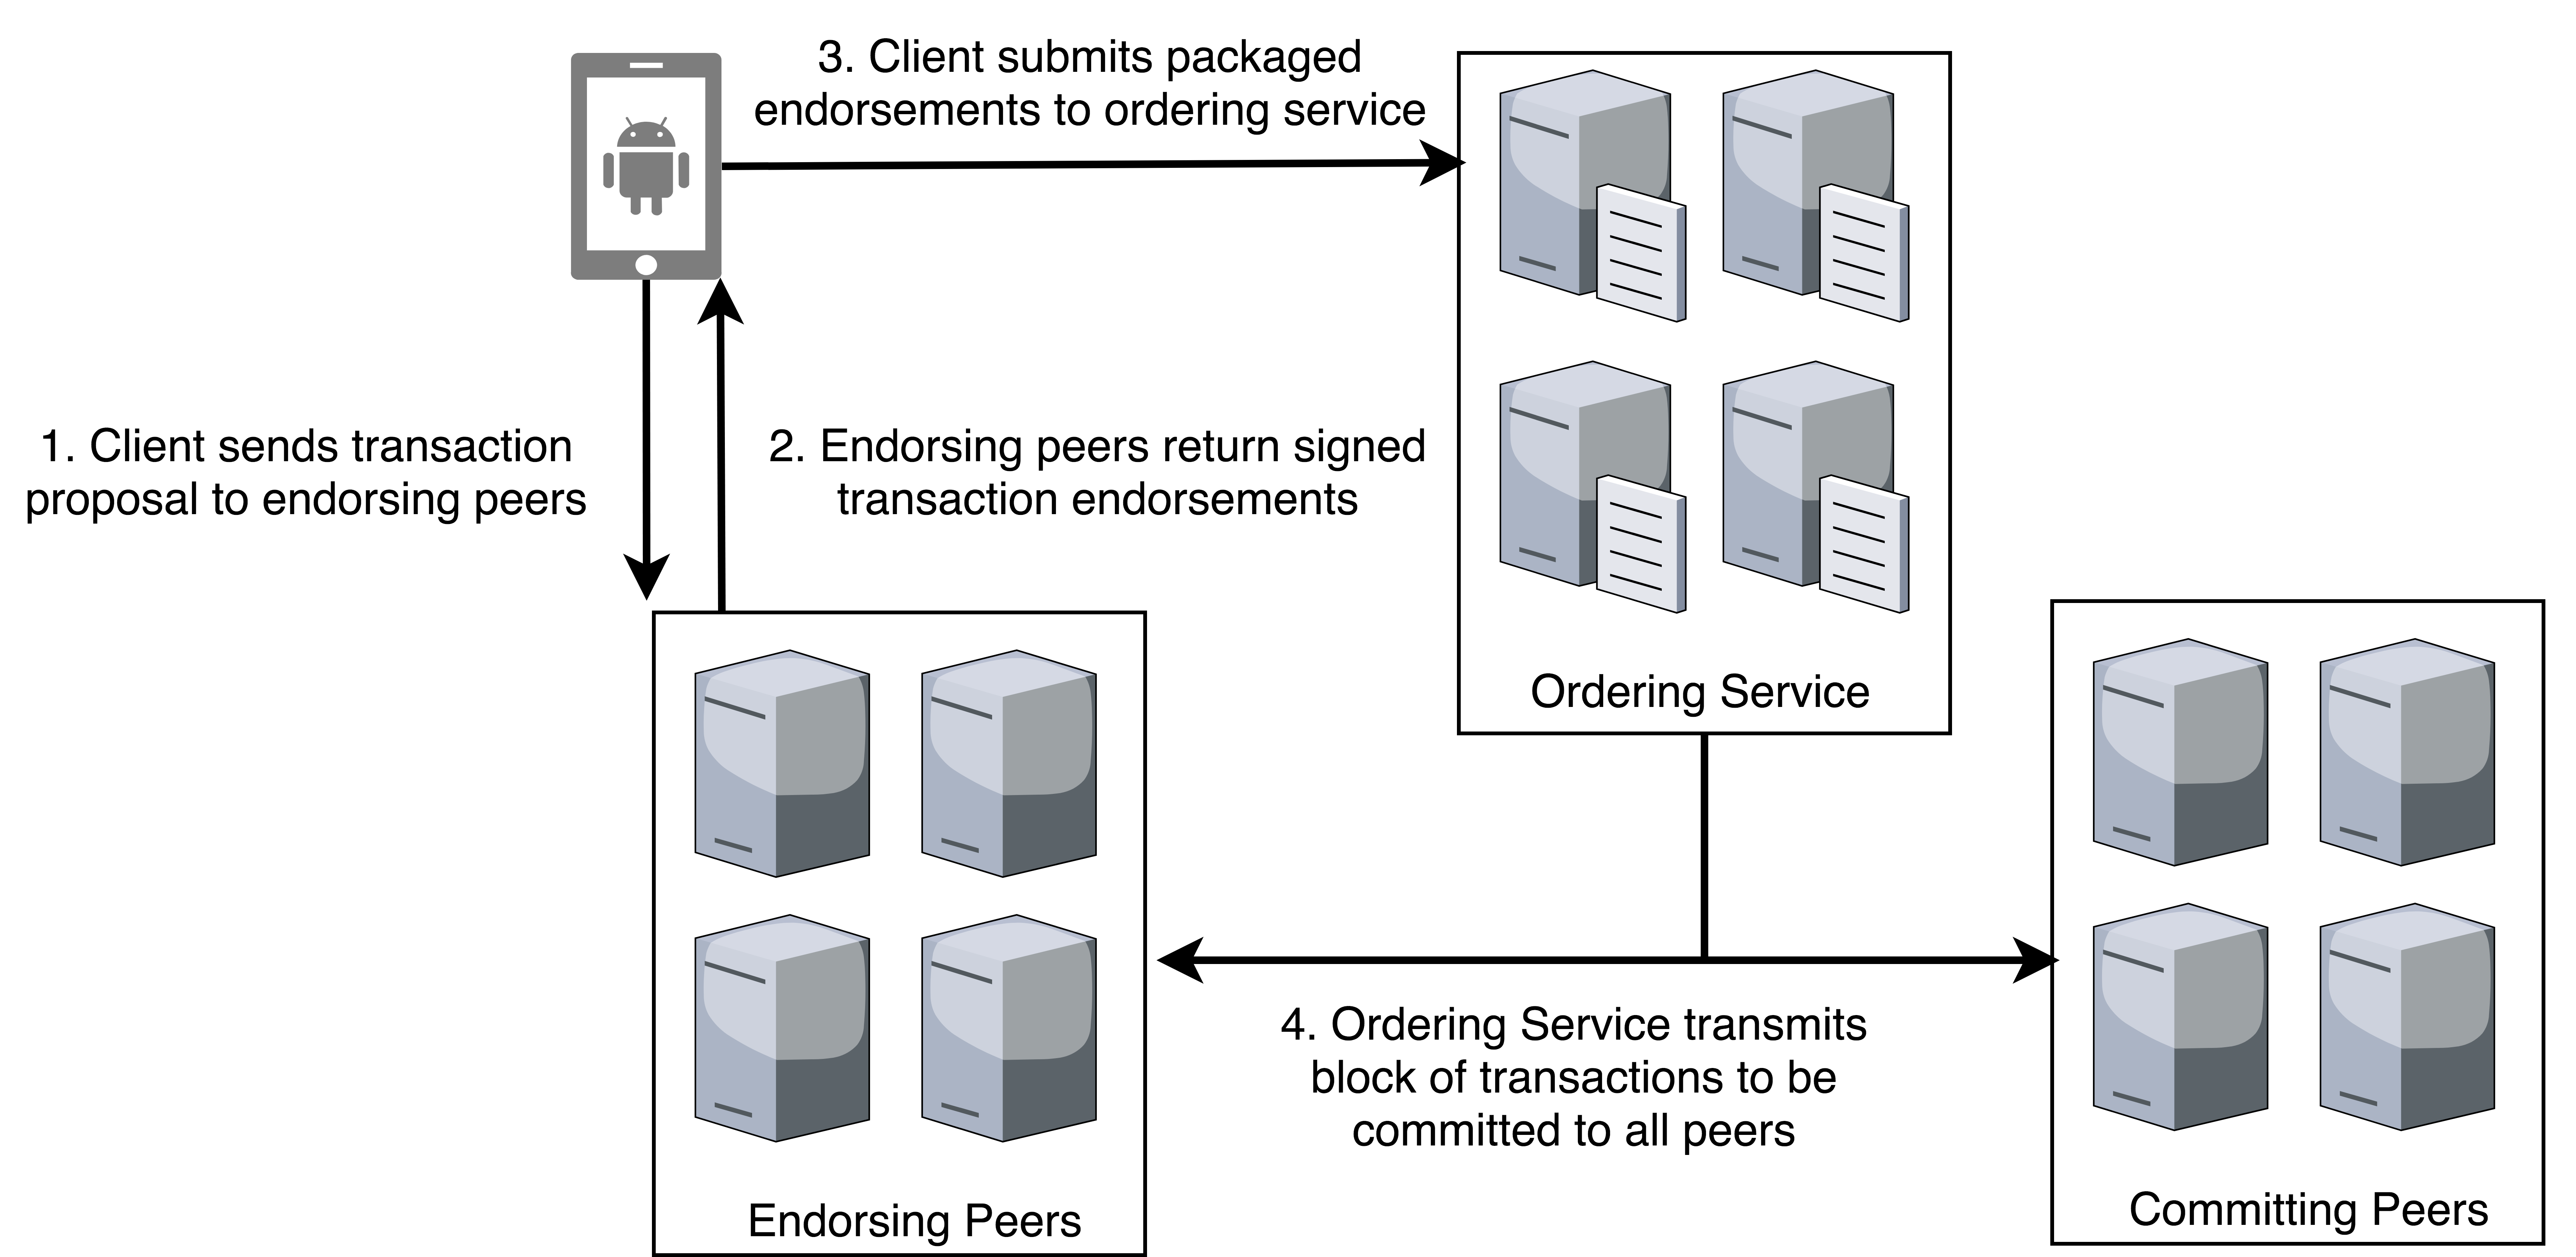 3. Client submits packaged
endorsements to ordering service
1. Client sends transaction
proposal to endorsing peers
2. Endorsing peers return signed
transaction endorsements
Ordering Service
4. Ordering Service transmits
block of transactions to be
committed to all peers
Endorsing Peers
Committing Peers